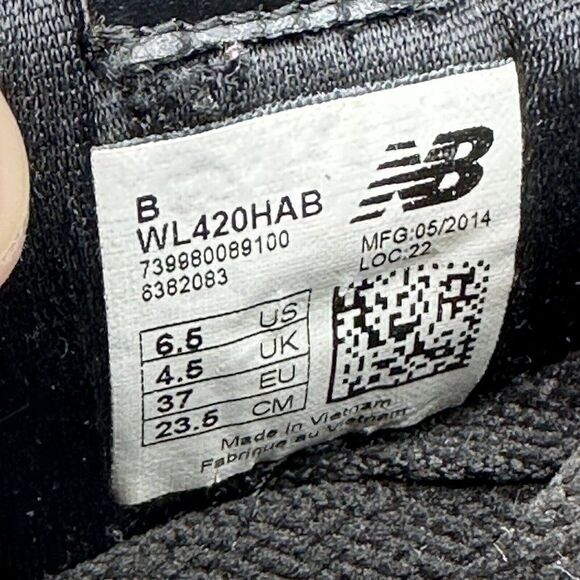 B
WL420HAB
739980089100
6382083
NB
MFG:05/2014
LOC:22
6.5 US
4.5 UK
37 EU
23.5 CM
Made in Vietnam
Fabriqué au Vietnam